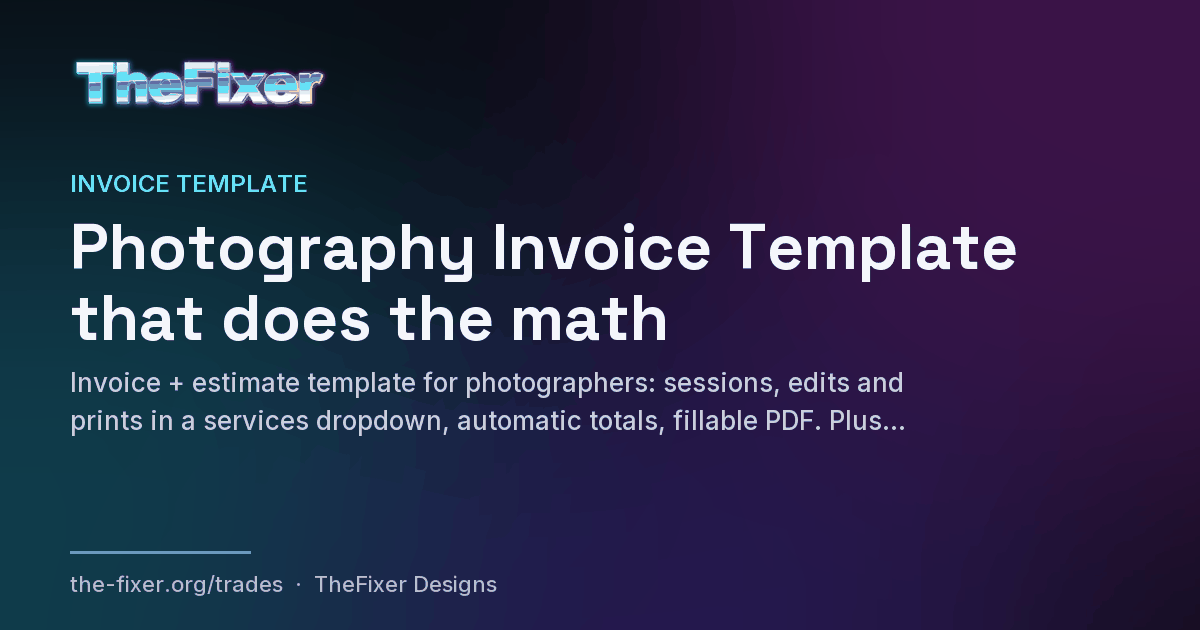 TheFixer
INVOICE TEMPLATE
Photography Invoice Template
that does the math
Invoice + estimate template for photographers: sessions, edits and
prints in a services dropdown, automatic totals, fillable PDF. Plus...
the-fixer.org/trades · TheFixer Designs